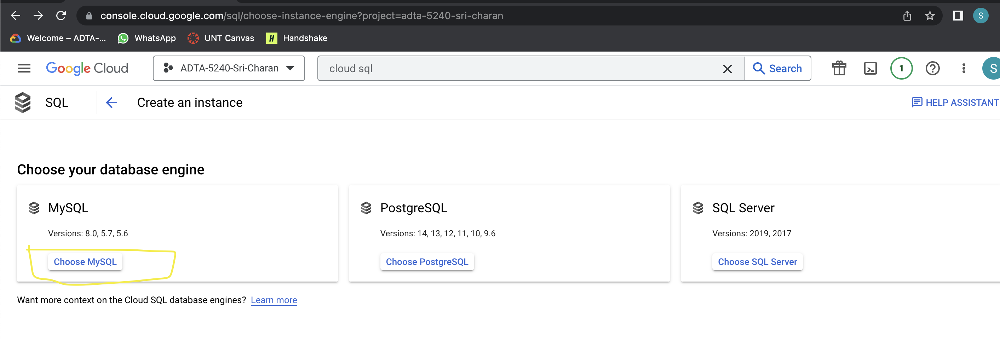 console.cloud.google.com/sql/choose-instance-engine?project=adta-5240-sri-charan
S
Welcome – ADTA-... WhatsApp UNT Canvas H Handshake
Google Cloud ADTA-5240-Sri-Charan cloud sql Search 1 S
SQL Create an instance HELP ASSISTANT
Choose your database engine
MySQL
Versions: 8.0, 5.7, 5.6
Choose MySQL
PostgreSQL
Versions: 14, 13, 12, 11, 10, 9.6
Choose PostgreSQL
SQL Server
Versions: 2019, 2017
Choose SQL Server
Want more context on the Cloud SQL database engines? Learn more